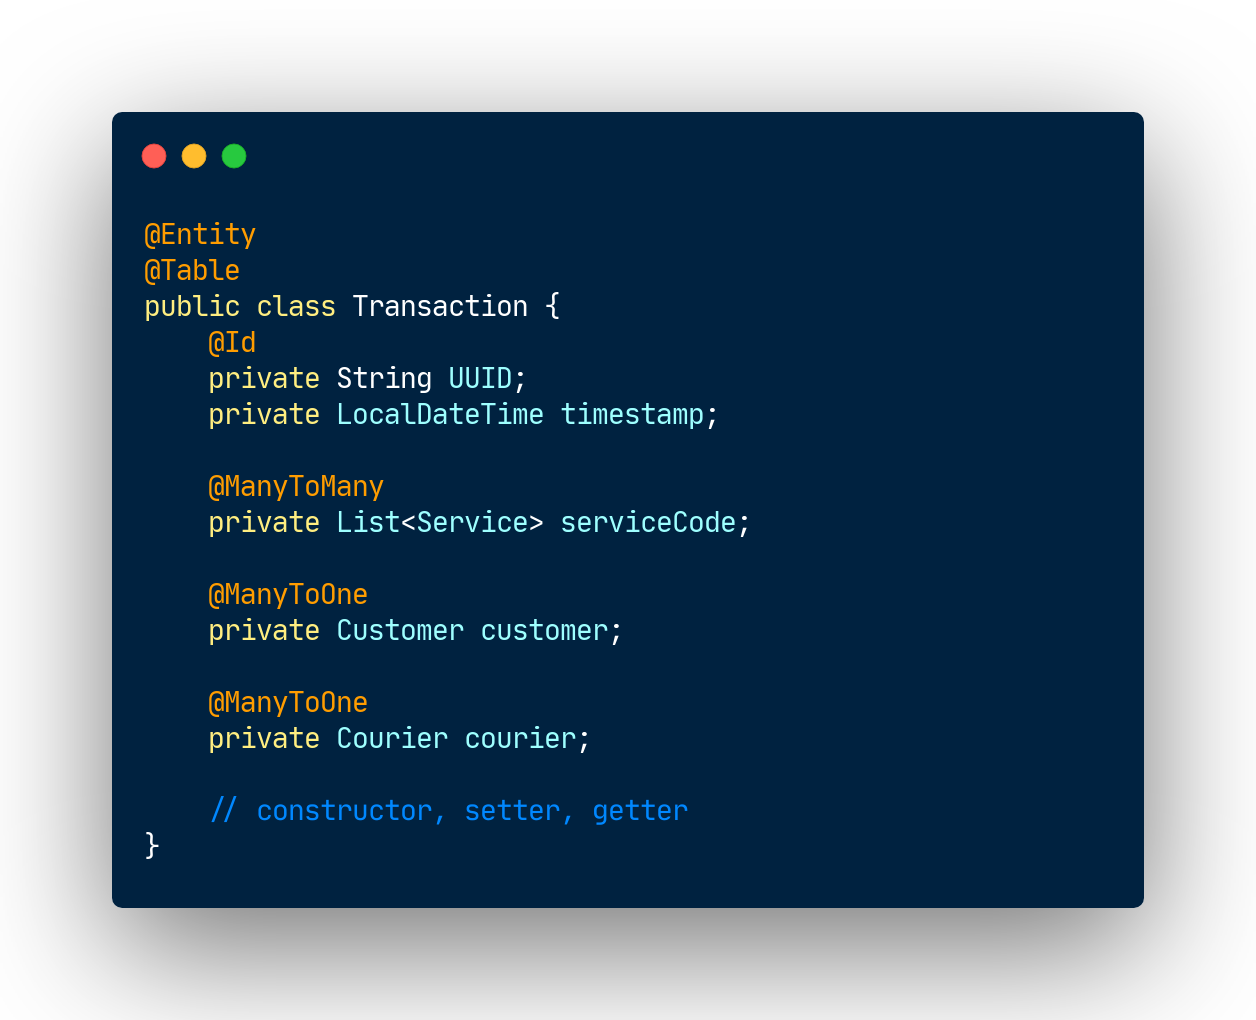 @Entity
@Table
public class Transaction {
    @Id
    private String UUID;
    private LocalDateTime timestamp;

    @ManyToMany
    private List<Service> serviceCode;

    @ManyToOne
    private Customer customer;

    @ManyToOne
    private Courier courier;

    // constructor, setter, getter
}